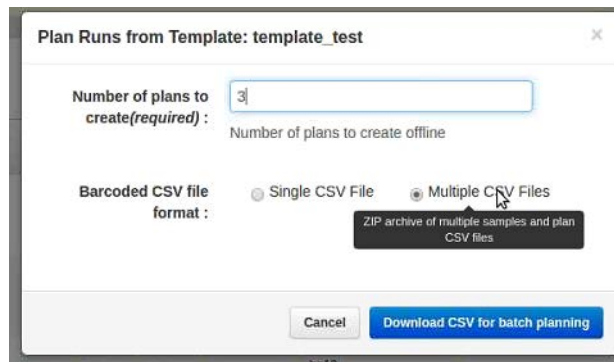 Plan Runs from Template: template_test
×
Number of plans to
create(required) :
3
Number of plans to create offline
Barcoded CSV file
format :
Single CSV File
Multiple CSV Files
ZIP archive of multiple samples and plan
CSV files
Cancel
Download CSV for batch planning